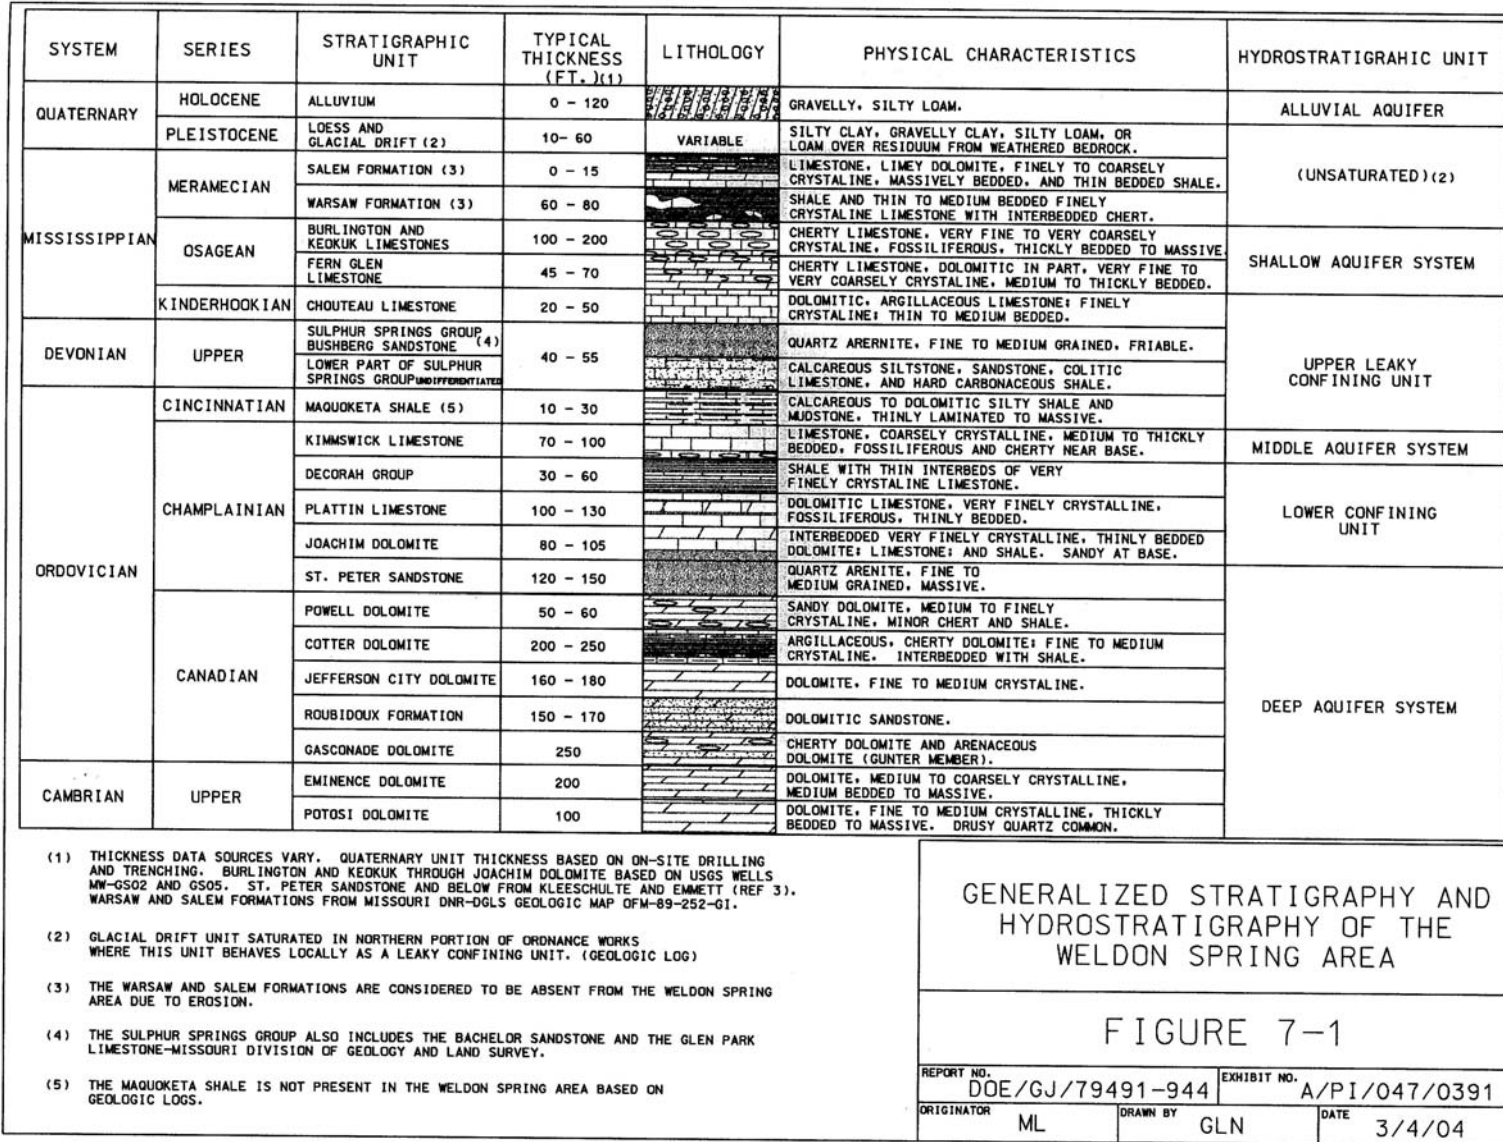 SYSTEM
SERIES
STRATIGRAPHIC
UNIT
TYPICAL
THICKNESS
(FT.)(1)
LITHOLOGY
PHYSICAL CHARACTERISTICS
HYDROSTRATIGRAHIC UNIT
QUATERNARY
HOLOCENE
ALLUVIUM
0 - 120
GRAVELLY, SILTY LOAM.
ALLUVIAL AQUIFER
PLEISTOCENE
LOESS AND
GLACIAL DRIFT (2)
10- 60
VARIABLE
SILTY CLAY, GRAVELLY CLAY, SILTY LOAM, OR
LOAM OVER RESIDUUM FROM WEATHERED BEDROCK.
(UNSATURATED)(2)
MISSISSIPPIAN
MERAMECIAN
SALEM FORMATION (3)
0 - 15
LIMESTONE, LIMEY DOLOMITE, FINELY TO COARSELY
CRYSTALINE, MASSIVELY BEDDED, AND THIN BEDDED SHALE.
WARSAW FORMATION (3)
60 - 80
SHALE AND THIN TO MEDIUM BEDDED FINELY
CRYSTALINE LIMESTONE WITH INTERBEDDED CHERT.
OSAGEAN
BURLINGTON AND
KEOKUK LIMESTONES
100 - 200
CHERTY LIMESTONE, VERY FINE TO VERY COARSELY
CRYSTALINE, FOSSILIFEROUS, THICKLY BEDDED TO MASSIVE.
SHALLOW AQUIFER SYSTEM
FERN GLEN
LIMESTONE
45 - 70
CHERTY LIMESTONE, DOLOMITIC IN PART, VERY FINE TO
VERY COARSELY CRYSTALINE, MEDIUM TO THICKLY BEDDED.
KINDERHOOKIAN
CHOUTEAU LIMESTONE
20 - 50
DOLOMITIC, ARGILLACEOUS LIMESTONE; FINELY
CRYSTALINE; THIN TO MEDIUM BEDDED.
UPPER LEAKY
CONFINING UNIT
DEVONIAN
UPPER
SULPHUR SPRINGS GROUP
BUSHBERG SANDSTONE (4)
40 - 55
QUARTZ ARERNITE, FINE TO MEDIUM GRAINED, FRIABLE.
LOWER PART OF SULPHUR
SPRINGS GROUP UNDIFFERENTIATED
CALCAREOUS SILTSTONE, SANDSTONE, COLITIC
LIMESTONE, AND HARD CARBONACEOUS SHALE.
ORDOVICIAN
CINCINNATIAN
MAQUOKETA SHALE (5)
10 - 30
CALCAREOUS TO DOLOMITIC SILTY SHALE AND
MUDSTONE, THINLY LAMINATED TO MASSIVE.
CHAMPLAINIAN
KIMMSWICK LIMESTONE
70 - 100
LIMESTONE, COARSELY CRYSTALLINE, MEDIUM TO THICKLY
BEDDED, FOSSILIFEROUS AND CHERTY NEAR BASE.
MIDDLE AQUIFER SYSTEM
DECORAH GROUP
30 - 60
SHALE WITH THIN INTERBEDS OF VERY
FINELY CRYSTALINE LIMESTONE.
LOWER CONFINING
UNIT
PLATTIN LIMESTONE
100 - 130
DOLOMITIC LIMESTONE, VERY FINELY CRYSTALLINE,
FOSSILIFEROUS, THINLY BEDDED.
JOACHIM DOLOMITE
80 - 105
INTERBEDDED VERY FINELY CRYSTALLINE, THINLY BEDDED
DOLOMITE; LIMESTONE; AND SHALE. SANDY AT BASE.
ST. PETER SANDSTONE
120 - 150
QUARTZ ARENITE, FINE TO
MEDIUM GRAINED, MASSIVE.
DEEP AQUIFER SYSTEM
CANADIAN
POWELL DOLOMITE
50 - 60
SANDY DOLOMITE, MEDIUM TO FINELY
CRYSTALINE, MINOR CHERT AND SHALE.
COTTER DOLOMITE
200 - 250
ARGILLACEOUS, CHERTY DOLOMITE; FINE TO MEDIUM
CRYSTALINE. INTERBEDDED WITH SHALE.
JEFFERSON CITY DOLOMITE
160 - 180
DOLOMITE, FINE TO MEDIUM CRYSTALINE.
ROUBIDOUX FORMATION
150 - 170
DOLOMITIC SANDSTONE.
GASCONADE DOLOMITE
250
CHERTY DOLOMITE AND ARENACEOUS
DOLOMITE (GUNTER MEMBER).
CAMBRIAN
UPPER
EMINENCE DOLOMITE
200
DOLOMITE, MEDIUM TO COARSELY CRYSTALLINE,
MEDIUM BEDDED TO MASSIVE.
POTOSI DOLOMITE
100
DOLOMITE, FINE TO MEDIUM CRYSTALLINE, THICKLY
BEDDED TO MASSIVE. DRUSY QUARTZ COMMON.
(1) THICKNESS DATA SOURCES VARY. QUATERNARY UNIT THICKNESS BASED ON ON-SITE DRILLING
AND TRENCHING. BURLINGTON AND KEOKUK THROUGH JOACHIM DOLOMITE BASED ON USGS WELLS
MW-GS02 AND GS05. ST. PETER SANDSTONE AND BELOW FROM KLEESCHULTE AND EMMETT (REF 3).
WARSAW AND SALEM FORMATIONS FROM MISSOURI DNR-DGLS GEOLOGIC MAP OFM-89-252-GI.
(2) GLACIAL DRIFT UNIT SATURATED IN NORTHERN PORTION OF ORDNANCE WORKS
WHERE THIS UNIT BEHAVES LOCALLY AS A LEAKY CONFINING UNIT. (GEOLOGIC LOG)
(3) THE WARSAW AND SALEM FORMATIONS ARE CONSIDERED TO BE ABSENT FROM THE WELDON SPRING
AREA DUE TO EROSION.
(4) THE SULPHUR SPRINGS GROUP ALSO INCLUDES THE BACHELOR SANDSTONE AND THE GLEN PARK
LIMESTONE-MISSOURI DIVISION OF GEOLOGY AND LAND SURVEY.
(5) THE MAQUOKETA SHALE IS NOT PRESENT IN THE WELDON SPRING AREA BASED ON
GEOLOGIC LOGS.
GENERALIZED STRATIGRAPHY AND
HYDROSTRATIGRAPHY OF THE
WELDON SPRING AREA
FIGURE 7-1
REPORT NO. DOE/GJ/79491-944
EXHIBIT NO. A/PI/047/0391
ORIGINATOR ML
DRAWN BY GLN
DATE 3/4/04